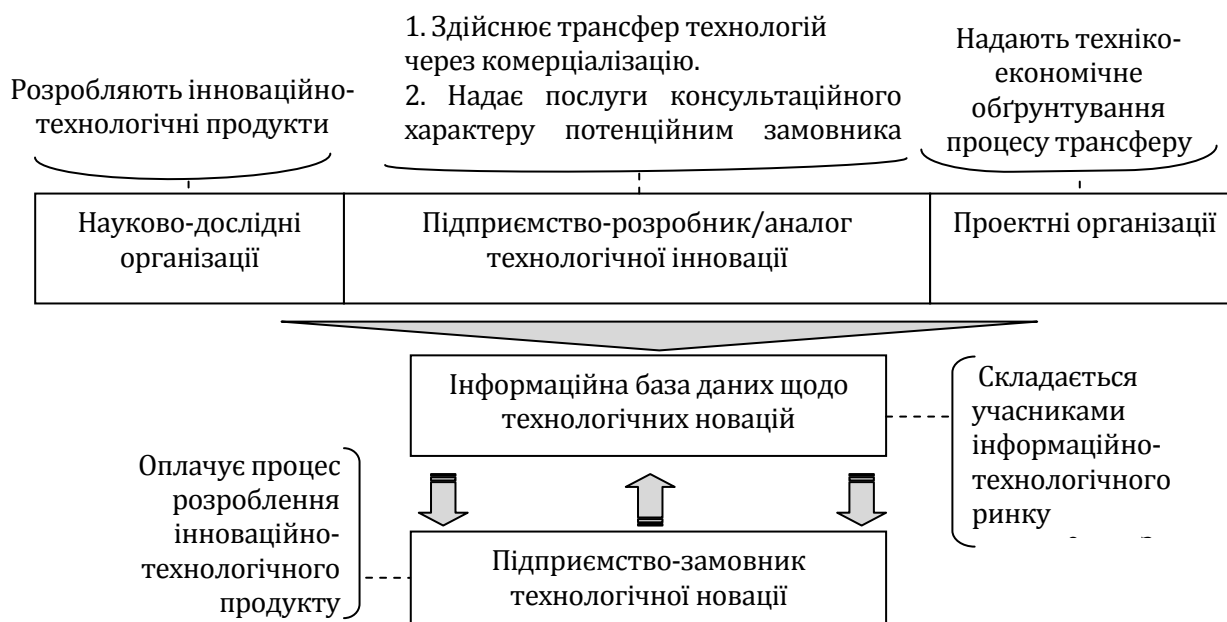 Розробляють інноваційно-
технологічні продукти
1. Здійснює трансфер технологій
через комерціалізацію.
2. Надає послуги консультаційного
характеру потенційним замовника
Надають техніко-
економічне
обґрунтування
процесу трансферу
Науково-дослідні
організації
Підприємство-розробник/аналог
технологічної інновації
Проектні організації
Інформаційна база даних щодо
технологічних новацій
Складається
учасниками
інформаційно-
технологічного
ринку
Оплачує процес
розроблення
інноваційно-
технологічного
продукту
Підприємство-замовник
технологічної новації